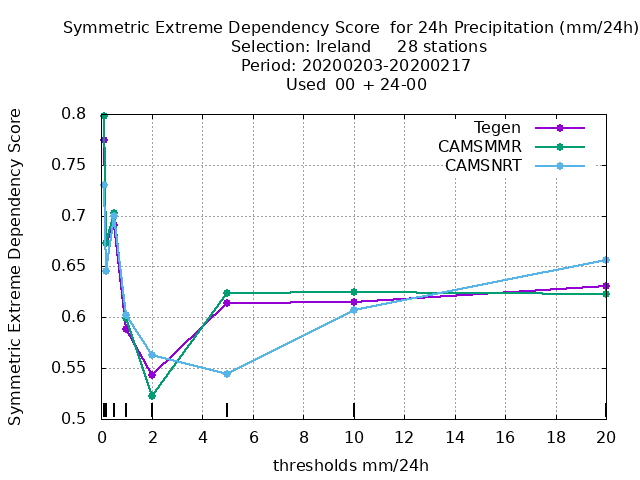 Symmetric Extreme Dependency Score  for 24h Precipitation (mm/24h)
Selection: Ireland     28 stations
Period: 20200203-20200217
Used  00  + 24-00
Symmetric Extreme Dependency Score
0.8
0.75
0.7
0.65
0.6
0.55
0.5
Tegen
CAMSMMR
CAMSNRT
0 2 4 6 8 10 12 14 16 18 20
thresholds mm/24h